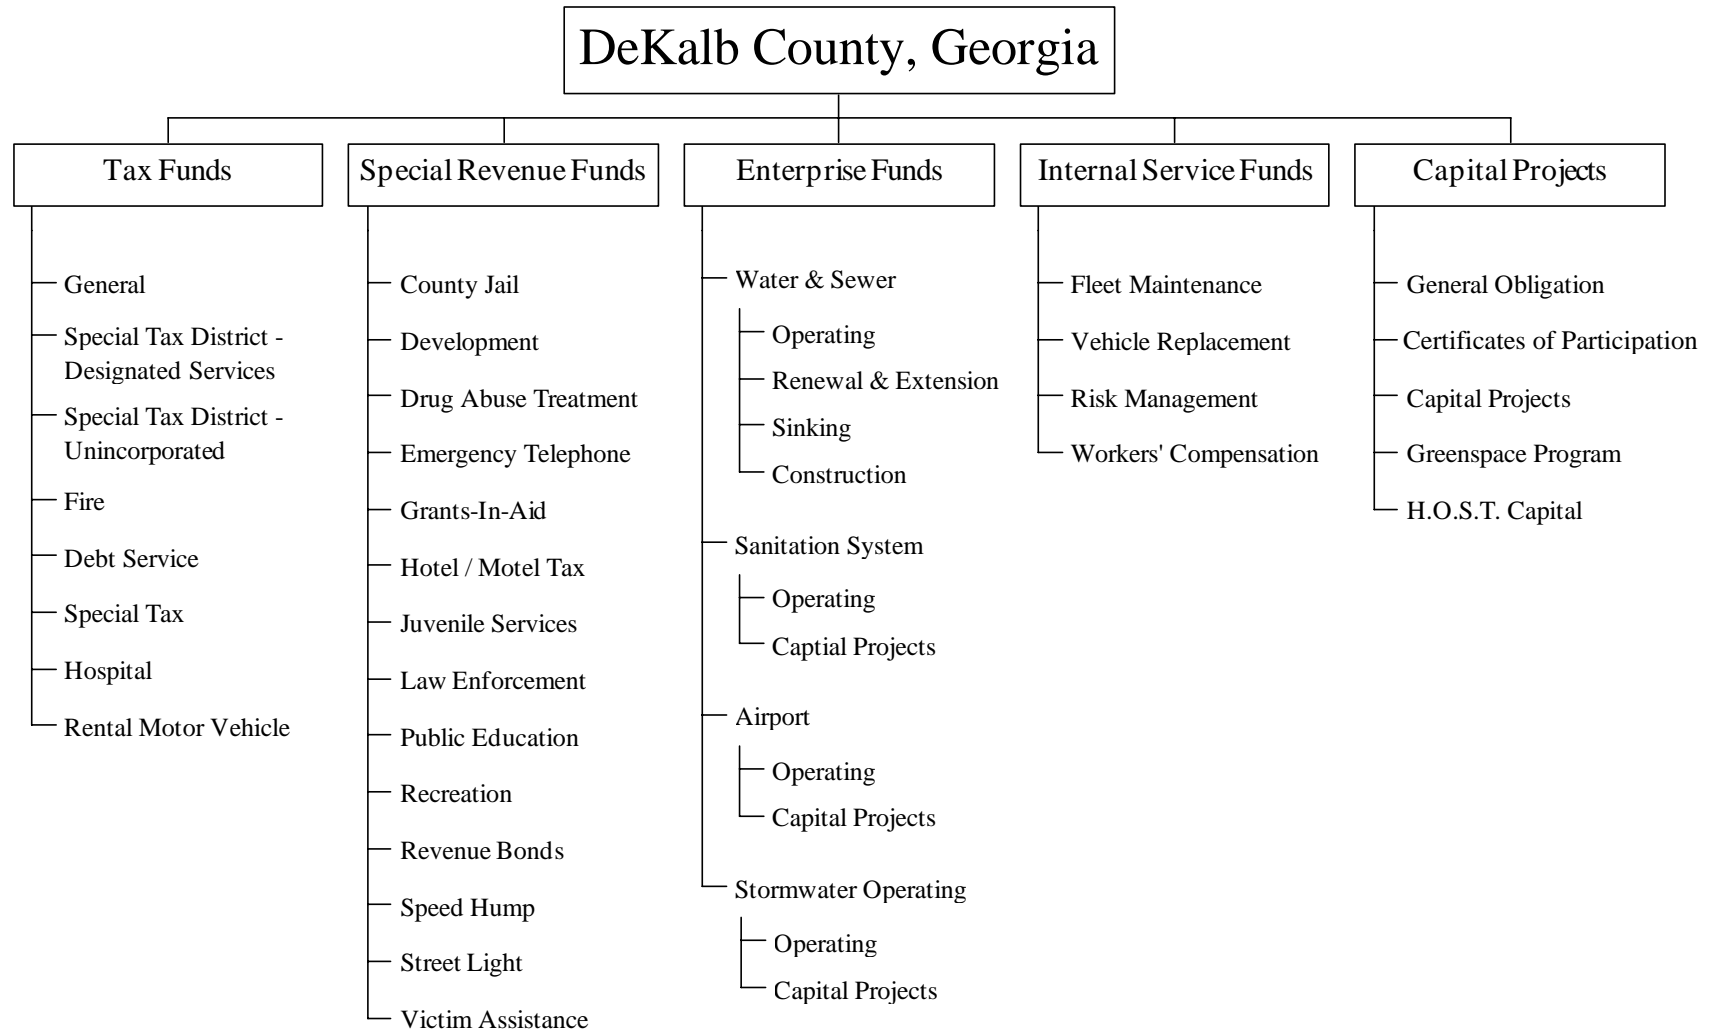 DeKalb County, Georgia
Tax Funds
General
Special Tax District -
Designated Services
Special Tax District -
Unincorporated
Fire
Debt Service
Special Tax
Hospital
Rental Motor Vehicle
Special Revenue Funds
County Jail
Development
Drug Abuse Treatment
Emergency Telephone
Grants-In-Aid
Hotel / Motel Tax
Juvenile Services
Law Enforcement
Public Education
Recreation
Revenue Bonds
Speed Hump
Street Light
Victim Assistance
Enterprise Funds
Water & Sewer
Operating
Renewal & Extension
Sinking
Construction
Sanitation System
Operating
Captial Projects
Airport
Operating
Capital Projects
Stormwater Operating
Operating
Capital Projects
Internal Service Funds
Fleet Maintenance
Vehicle Replacement
Risk Management
Workers' Compensation
Capital Projects
General Obligation
Certificates of Participation
Capital Projects
Greenspace Program
H.O.S.T. Capital